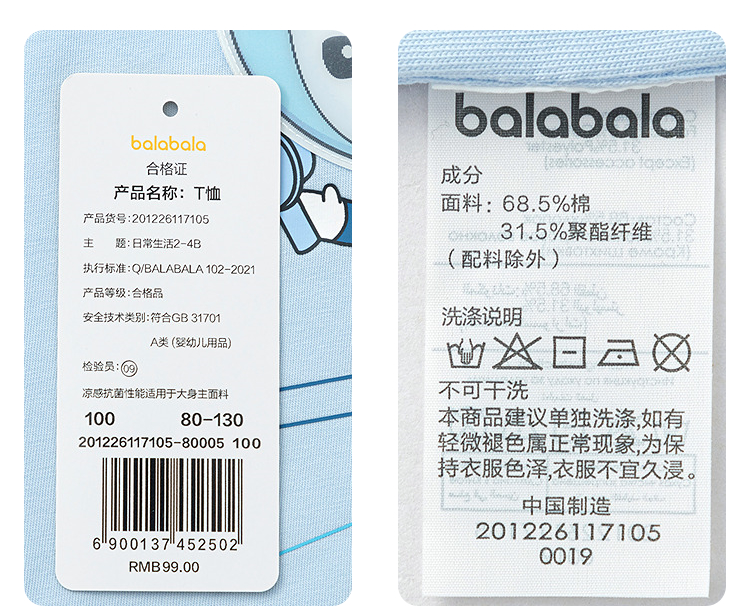 balabala
合格证
产品名称：T恤
产品货号：201226117105
主 题：日常生活2-4B
执行标准：Q/BALABALA 102-2021
产品等级：合格品
安全技术类别：符合GB 31701
A类 (婴幼儿用品)
检验员：09
凉感抗菌性能适用于大身主面料
100 80-130
201226117105-80005 100
6 900137 452502
RMB99.00
balabala
成分
面料：68.5%棉
31.5%聚酯纤维
（配料除外）
洗涤说明
不可干洗
本商品建议单独洗涤,如有
轻微褪色属正常现象,为保
持衣服色泽,衣服不宜久浸。
中国制造
201226117105
0019